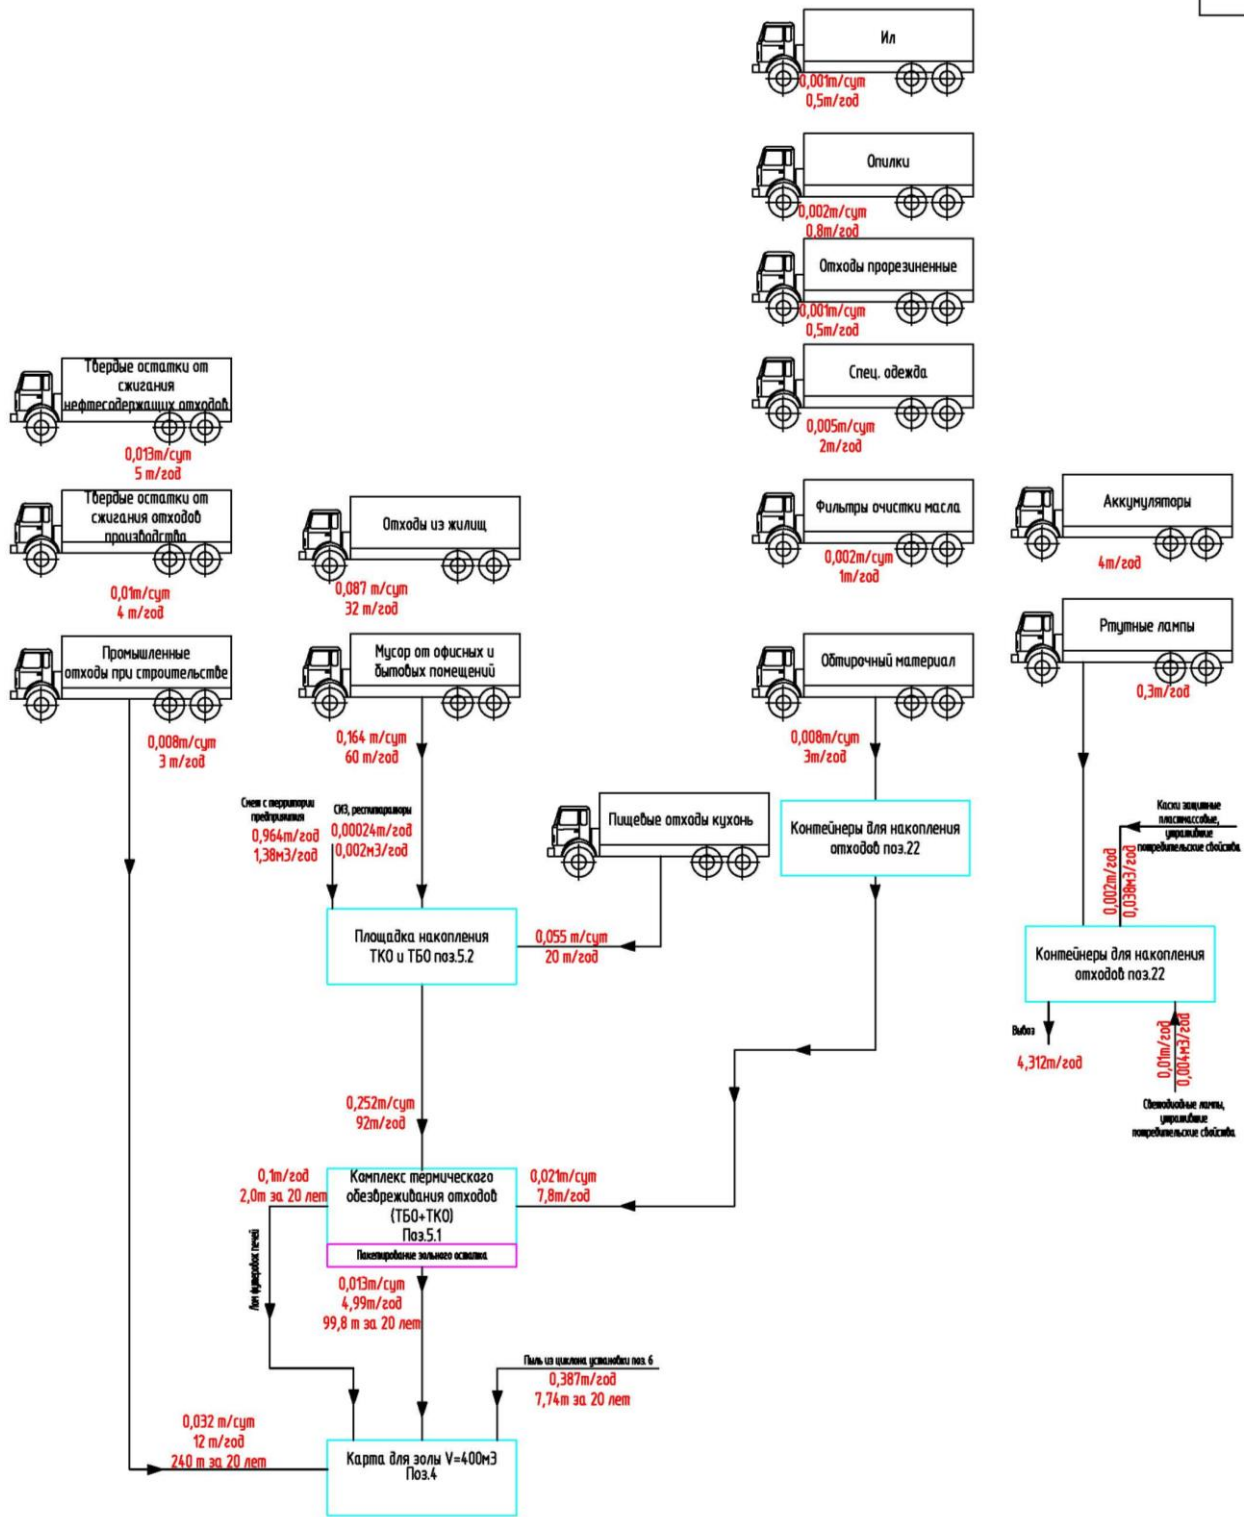 Ил
0,001т/сут
0,5т/год
Опилки
0,002т/сут
0,8т/год
Отходы прорезиненные
0,001т/сут
0,5т/год
Спец. одежда
0,005т/сут
2т/год
Твердые остатки от
сжигания
нефтесодержащих отходов
0,013т/сут
5 т/год
Твердые остатки от
сжигания отходов
производства
0,01т/сут
4 т/год
Отходы из жилищ
0,087 т/сут
32 т/год
Фильтры очистки масла
0,002т/сут
1т/год
Аккумуляторы
4т/год
Промышленные
отходы при строительстве
0,008т/сут
3 т/год
Мусор от офисных и
бытовых помещений
0,164 т/сут
60 т/год
Обтирочный материал
0,008т/сут
3т/год
Ртутные лампы
0,3т/год
Смет с территории
предприятия
0,964т/год
1,38м3/год
СИЗ, респитараторы
0,00024т/год
0,002м3/год
Пищевые отходы кухонь
0,055 т/сут
20 т/год
Контейнеры для накопления
отходов поз.22
Каски защитные
пластмассовые,
утратившие
потребительские свойства
0,002т/год
0,038м3/год
Площадка накопления
ТКО и ТБО поз.5.2
Контейнеры для накопления
отходов поз.22
Вывоз
4,312т/год
0,01т/год
0,004м3/год
Светодиодные лампы,
утратившие
потребительские свойства
0,252т/сут
92т/год
0,1т/год
2,0т за 20 лет
Комплекс термического
обезвреживания отходов
(ТБО+ТКО)
Поз.5.1
Пакетирование зольного остатка
0,021т/сут
7,8т/год
Лом футеровок печей
0,013т/сут
4,99т/год
99,8 т за 20 лет
Пыль из циклона установки поз. 6
0,387т/год
7,74т за 20 лет
0,032 т/сут
12 т/год
240 т за 20 лет
Карта для золы V=400м3
Поз.4